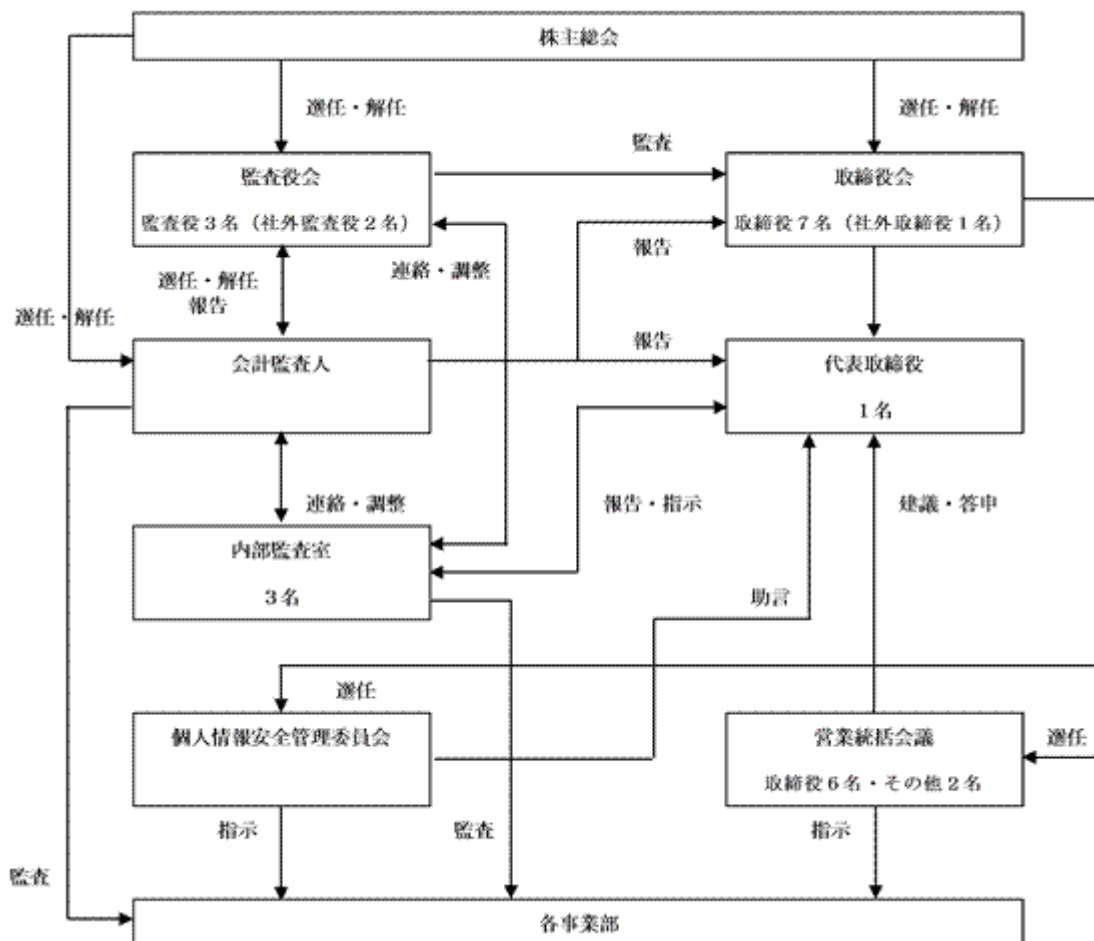 株主総会
選任・解任
選任・解任
監査
監査役会
監査役3名（社外監査役2名）
取締役会
取締役7名（社外取締役1名）
報告
連絡・調整
選任・解任
報告
選任・解任
報告
会計監査人
代表取締役
1名
連絡・調整
報告・指示
建議・答申
内部監査室
3名
助言
選任
個人情報安全管理委員会
営業統括会議
取締役6名・その他2名
選任
指示
監査
指示
監査
各事業部